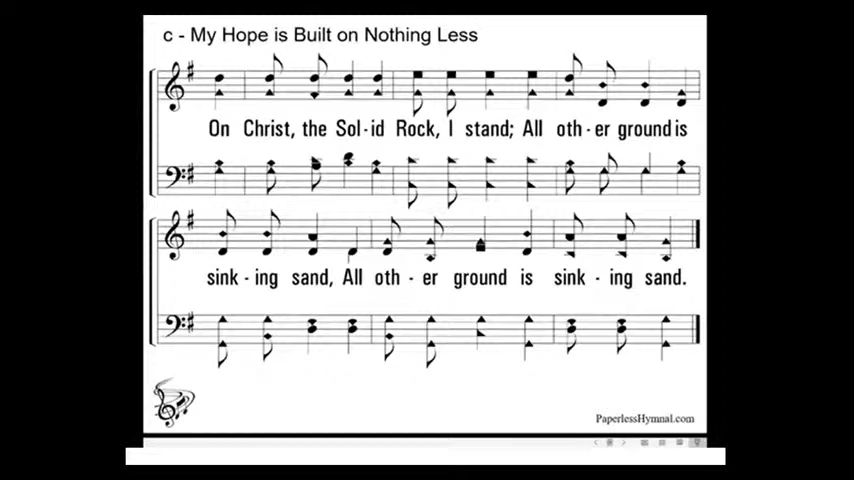 c - My Hope is Built on Nothing Less
On Christ, the Sol - id Rock, I stand; All oth - er ground is
sink - ing sand, All oth - er ground is sink - ing sand.
PaperlessHymnal.com